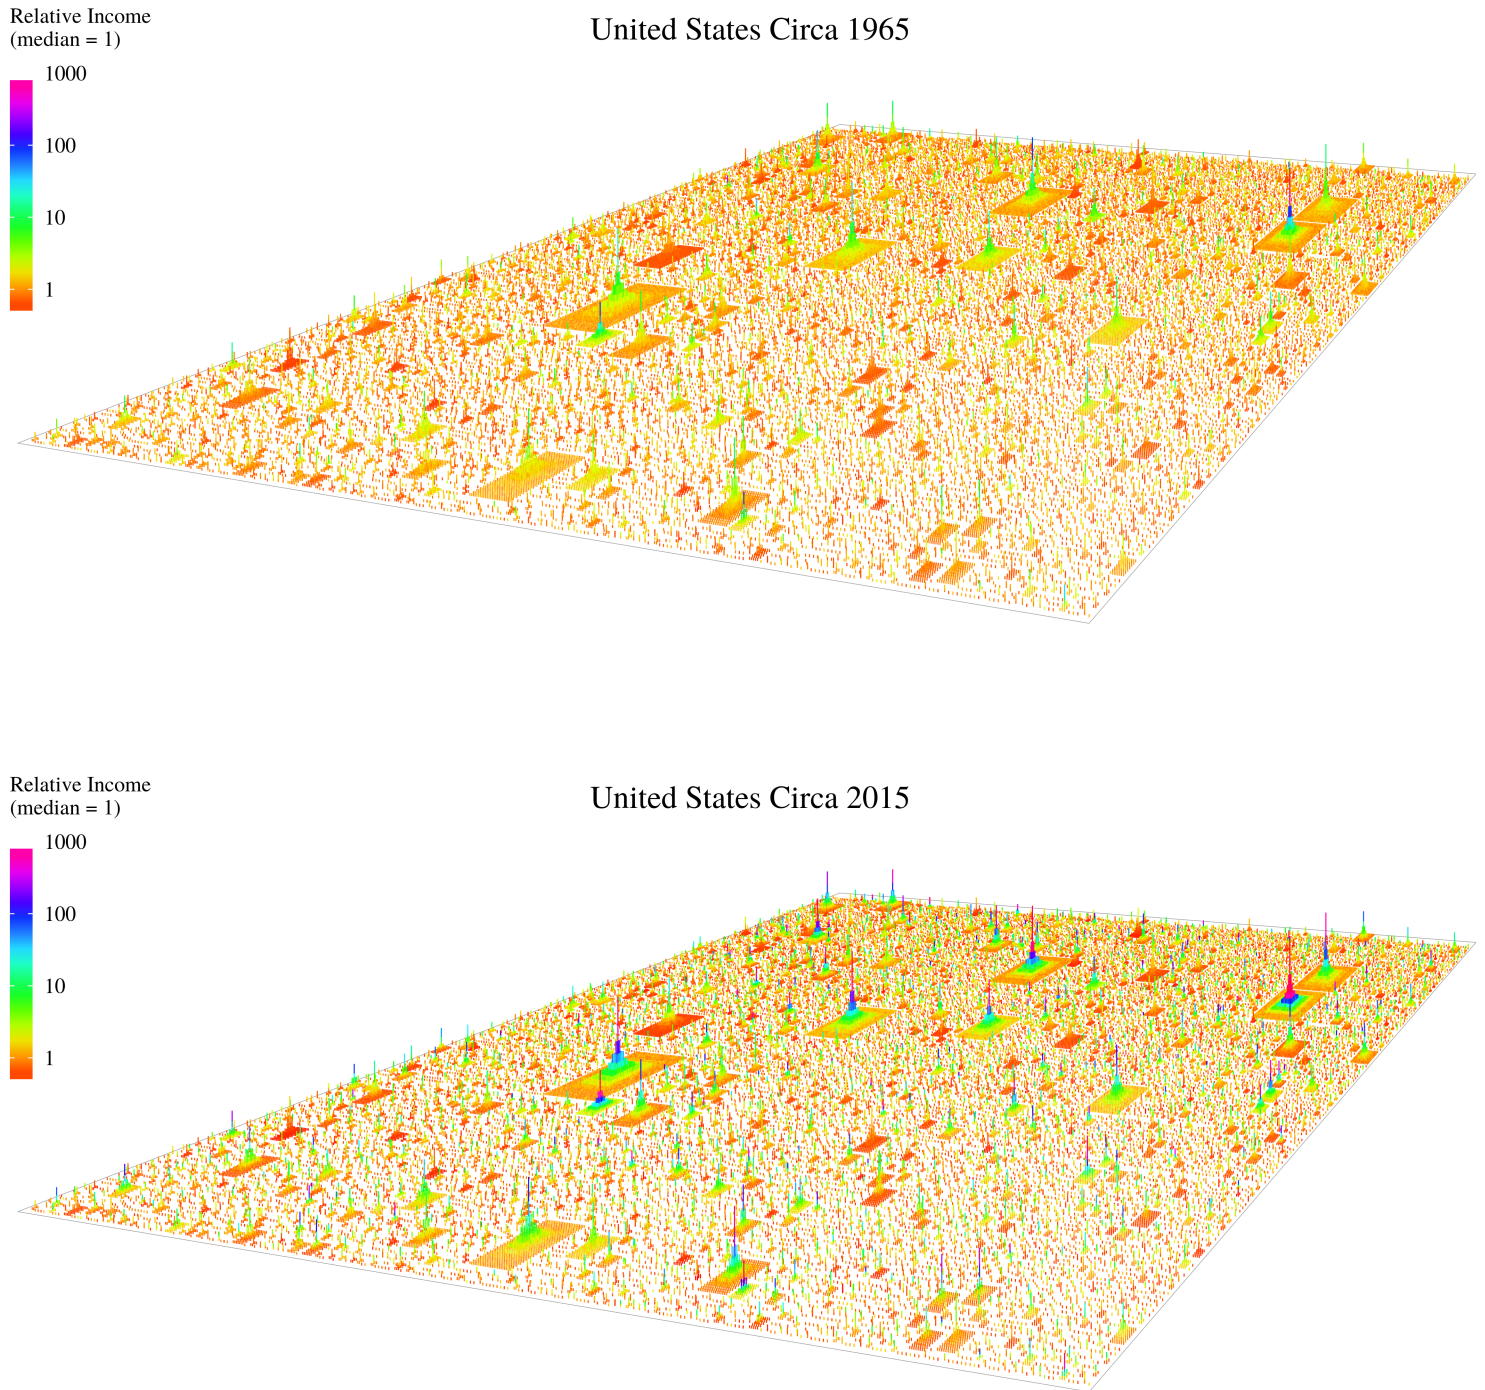 Relative Income
(median = 1)
United States Circa 1965
1000
100
10
1
Relative Income
(median = 1)
United States Circa 2015
1000
100
10
1